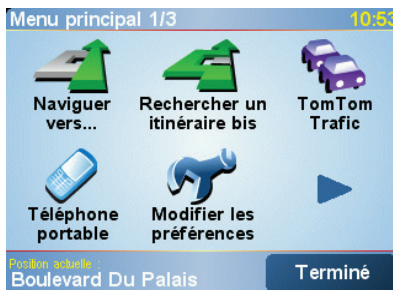 Menu principal 1/3 10:53
Naviguer vers...
Rechercher un itinéraire bis
TomTom Trafic
Téléphone portable
Modifier les préférences
Position actuelle :
Boulevard Du Palais
Terminé